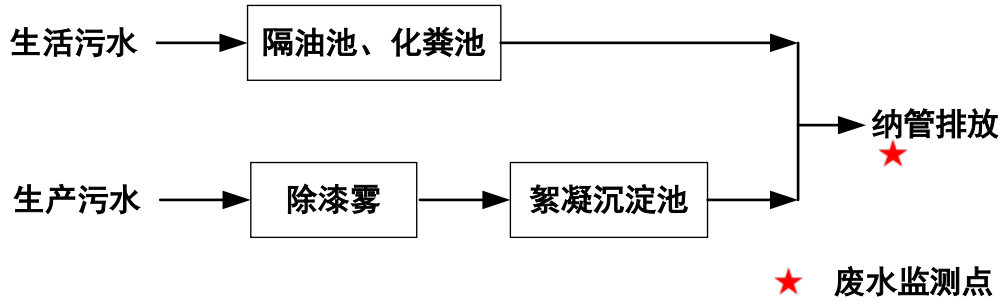 生活污水
隔油池、化粪池
纳管排放
生产污水
除漆雾
絮凝沉淀池
废水监测点